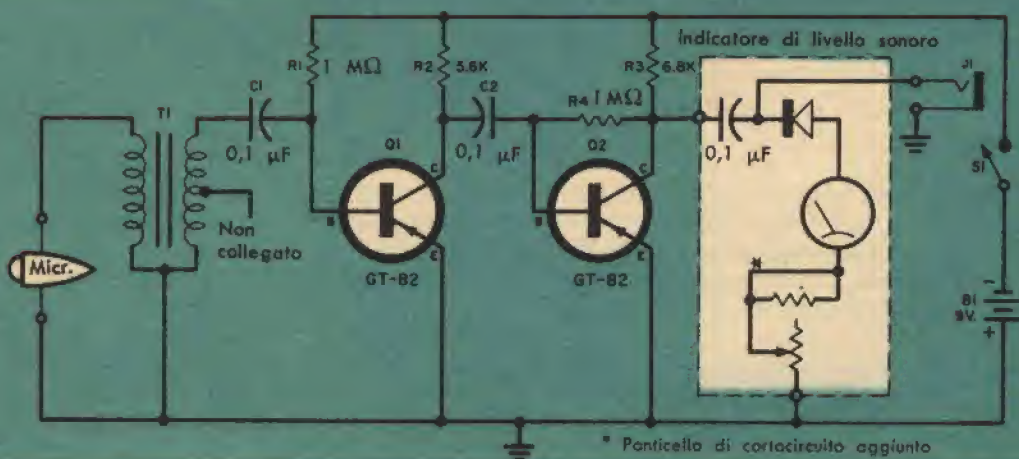 Indicatore di livello sonoro
J1
R1
1 MΩ
R2
5.6K
R3
6.8K
C1
C2
R4
1 MΩ
T1
0,1 μF
Q1
0,1 μF
Q2
0,1 μF
S1
C
C
B
B
Non
collegato
Micr.
E
E
GT-82
GT-82
*
-
B1
9V.
+
* Ponticello di cortocircuito aggiunto